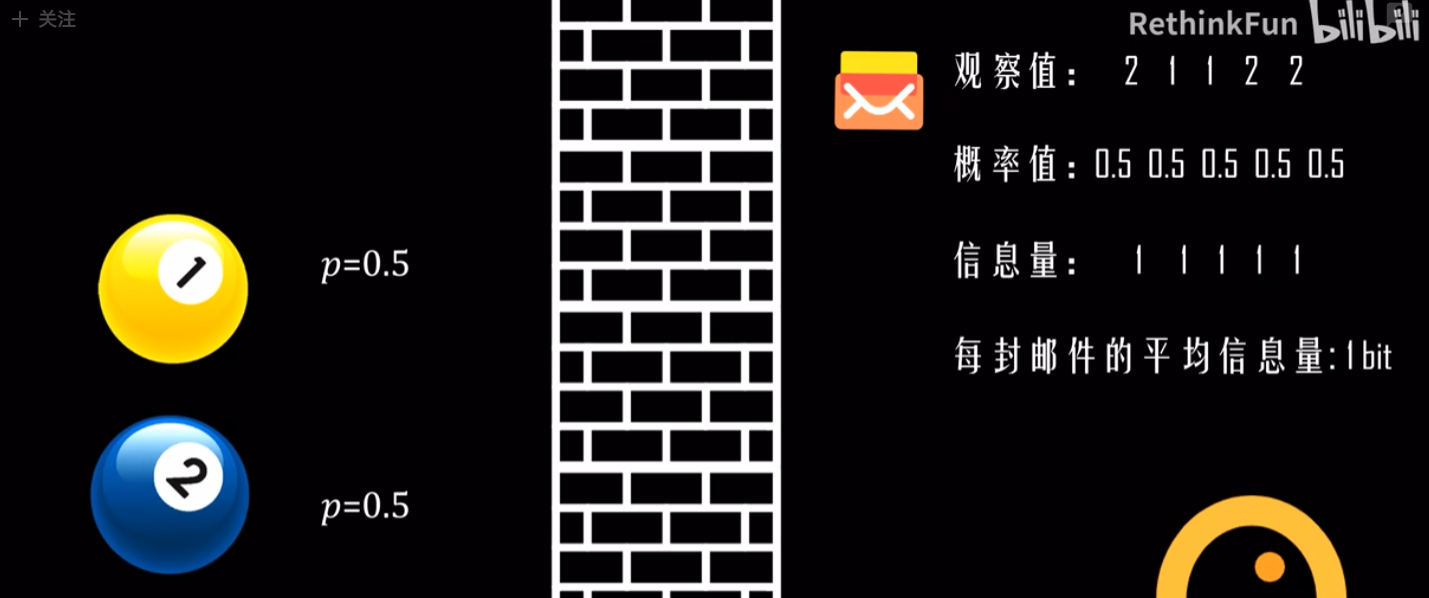 + 关注
RethinkFun bilibili
观察值： 2 1 1 2 2
概率值：0.5 0.5 0.5 0.5 0.5
信息量： 1 1 1 1 1
每封邮件的平均信息量:1 bit
1
p=0.5
2
p=0.5